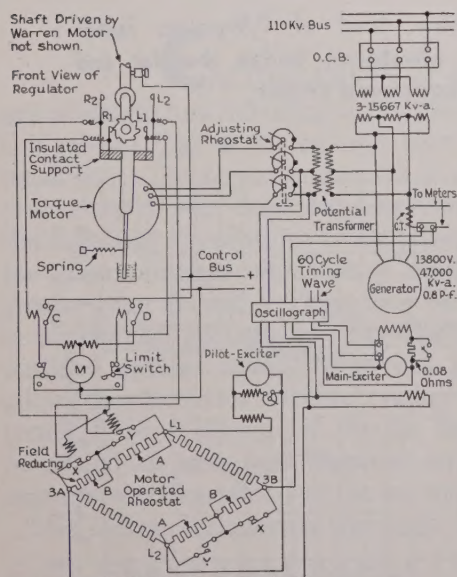 Shaft Driven by
Warren Motor
not shown.
Front View of
Regulator
R2
L2
R1
L1
Insulated
Contact
Support
Torque
Motor
Spring
C
D
M
Limit
Switch
Control
Bus
+
−
Adjusting
Rheostat
Potential
Transformer
110 Kv. Bus
O.C.B.
3-15667 Kv-a.
To Meters
C.T.
Generator
13800 V.
47,000
Kv-a.
0.8 P-f.
60 Cycle
Timing
Wave
Oscillograph
Pilot-Exciter
Main-Exciter
0.08
Ohms
Field
Reducing
X
Y
L1
A
B
3A
Motor
Operated
Rheostat
3B
A
B
X
Y
L2